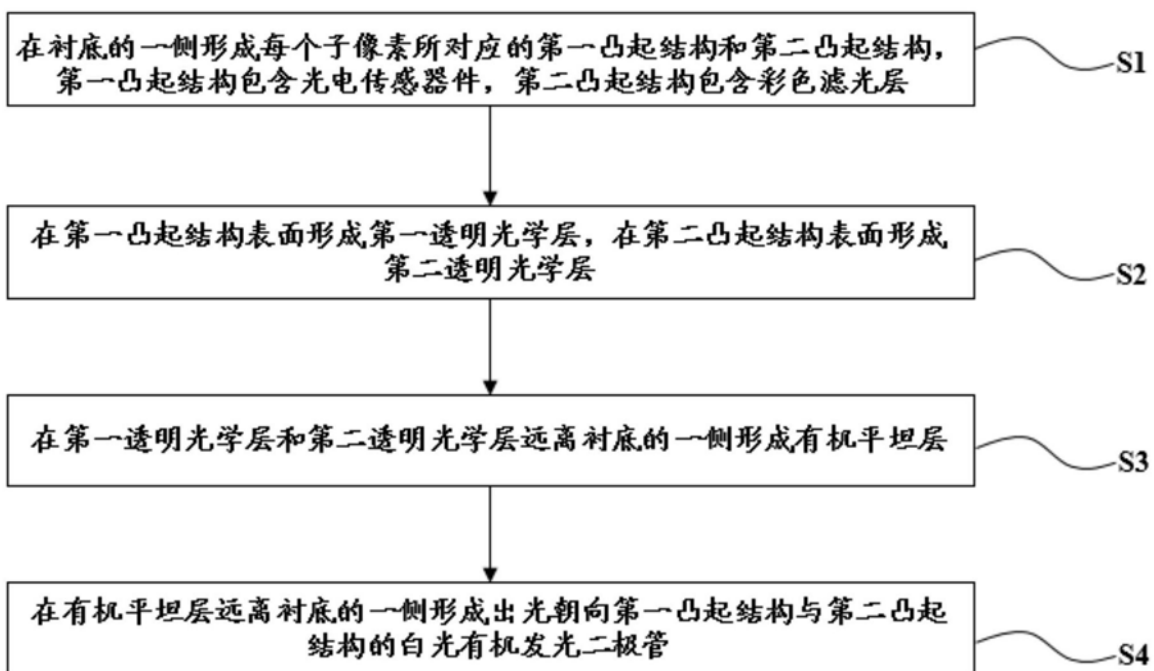 在衬底的一侧形成每个子像素所对应的第一凸起结构和第二凸起结构，
第一凸起结构包含光电传感器件，第二凸起结构包含彩色滤光层
S1
在第一凸起结构表面形成第一透明光学层，在第二凸起结构表面形成
第二透明光学层
S2
在第一透明光学层和第二透明光学层远离衬底的一侧形成有机平坦层
S3
在有机平坦层远离衬底的一侧形成出光朝向第一凸起结构与第二凸起
结构的白光有机发光二极管
S4